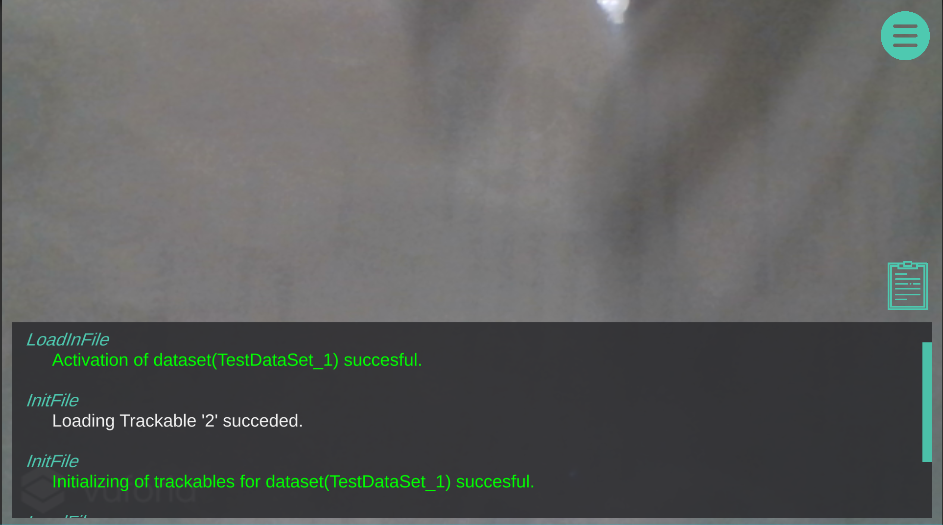 LoadInFile
Activation of dataset(TestDataSet_1) succesful.
InitFile
Loading Trackable '2' succeded.
InitFile
Initializing of trackables for dataset(TestDataSet_1) succesful.
vuforia